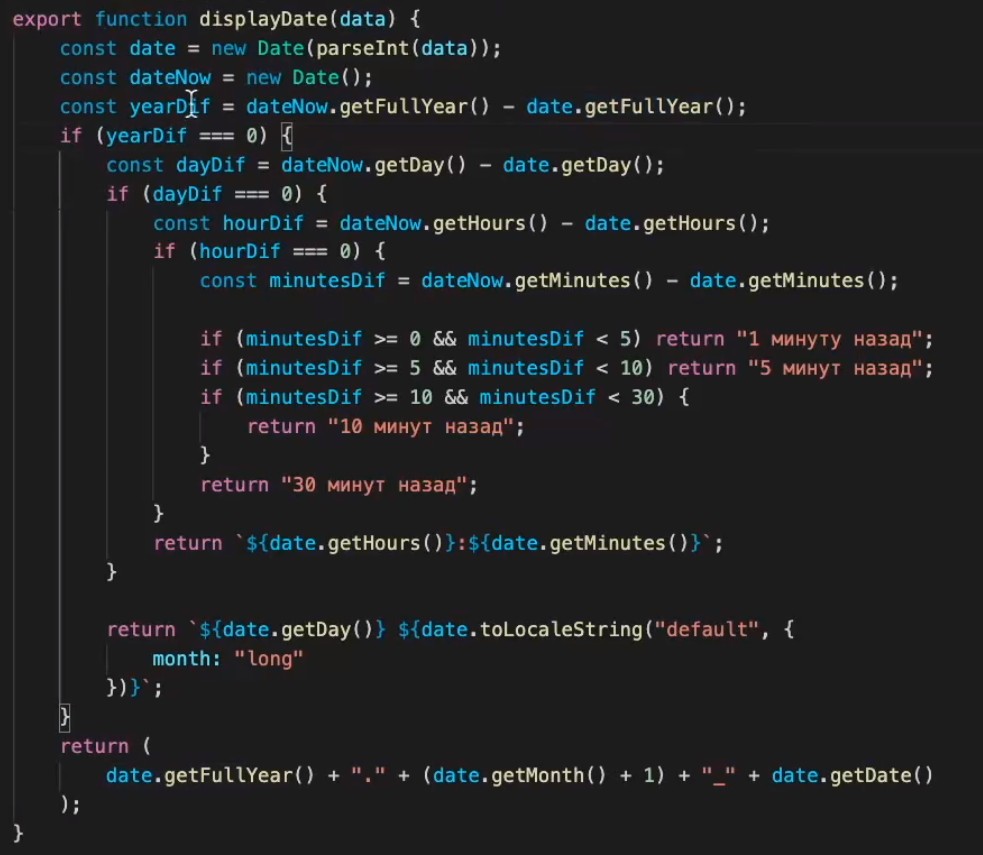 export function displayDate(data) {
    const date = new Date(parseInt(data));
    const dateNow = new Date();
    const yearDif = dateNow.getFullYear() - date.getFullYear();
    if (yearDif === 0) {
        const dayDif = dateNow.getDay() - date.getDay();
        if (dayDif === 0) {
            const hourDif = dateNow.getHours() - date.getHours();
            if (hourDif === 0) {
                const minutesDif = dateNow.getMinutes() - date.getMinutes();

                if (minutesDif >= 0 && minutesDif < 5) return "1 минуту назад";
                if (minutesDif >= 5 && minutesDif < 10) return "5 минут назад";
                if (minutesDif >= 10 && minutesDif < 30) {
                    return "10 минут назад";
                }
                return "30 минут назад";
            }
            return `${date.getHours()}:${date.getMinutes()}`;
        }

        return `${date.getDay()} ${date.toLocaleString("default", {
            month: "long"
        })}`;
    }
    return (
        date.getFullYear() + "." + (date.getMonth() + 1) + "_" + date.getDate()
    );
}